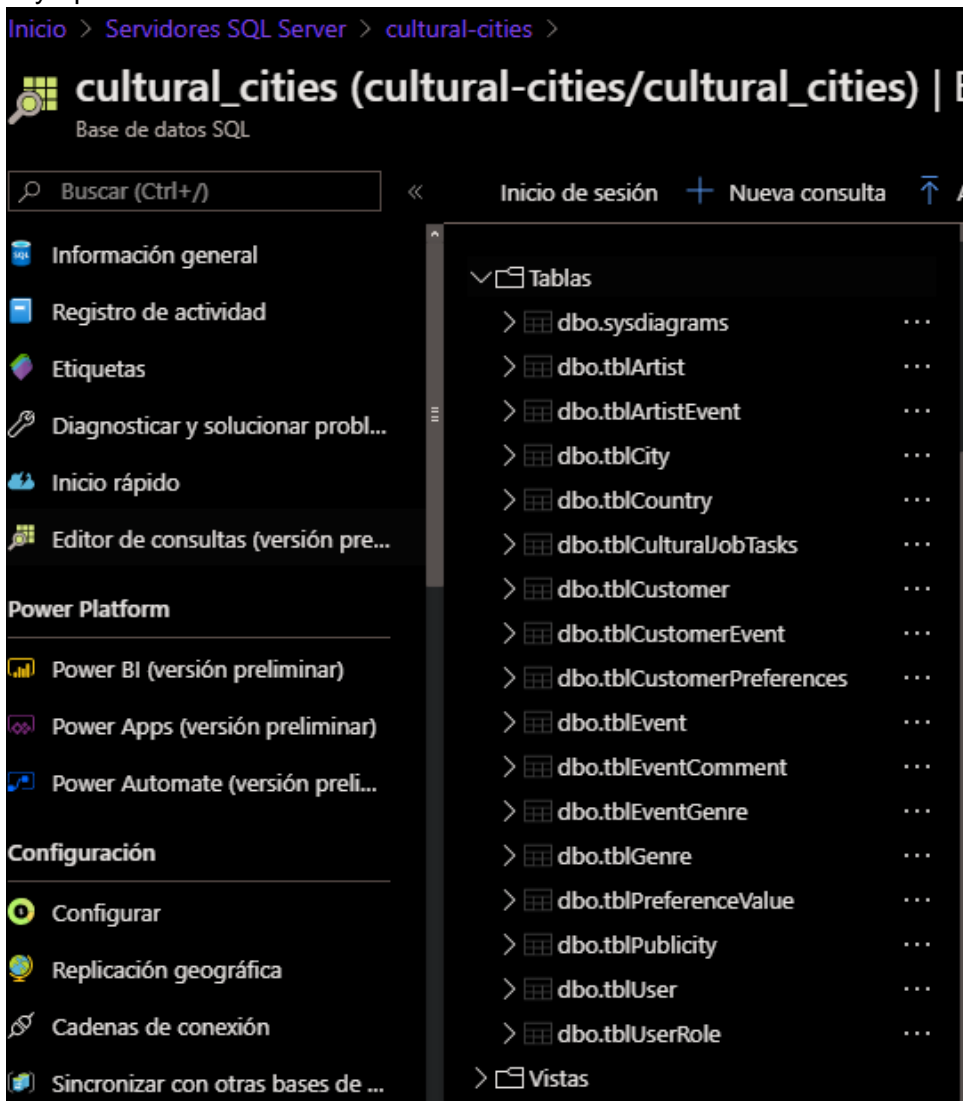 Inicio > Servidores SQL Server > cultural-cities >
cultural_cities (cultural-cities/cultural_cities) |
Base de datos SQL
Buscar (Ctrl+/)
«
Inicio de sesión
Nueva consulta
Información general
Registro de actividad
Etiquetas
Diagnosticar y solucionar probl...
Inicio rápido
Editor de consultas (versión pre...
Power Platform
Power BI (versión preliminar)
Power Apps (versión preliminar)
Power Automate (versión preli...
Configuración
Configurar
Replicación geográfica
Cadenas de conexión
Sincronizar con otras bases de ...
Tablas
dbo.sysdiagrams ...
dbo.tblArtist ...
dbo.tblArtistEvent ...
dbo.tblCity ...
dbo.tblCountry ...
dbo.tblCulturalJobTasks ...
dbo.tblCustomer ...
dbo.tblCustomerEvent ...
dbo.tblCustomerPreferences ...
dbo.tblEvent ...
dbo.tblEventComment ...
dbo.tblEventGenre ...
dbo.tblGenre ...
dbo.tblPreferenceValue ...
dbo.tblPublicity ...
dbo.tblUser ...
dbo.tblUserRole ...
Vistas